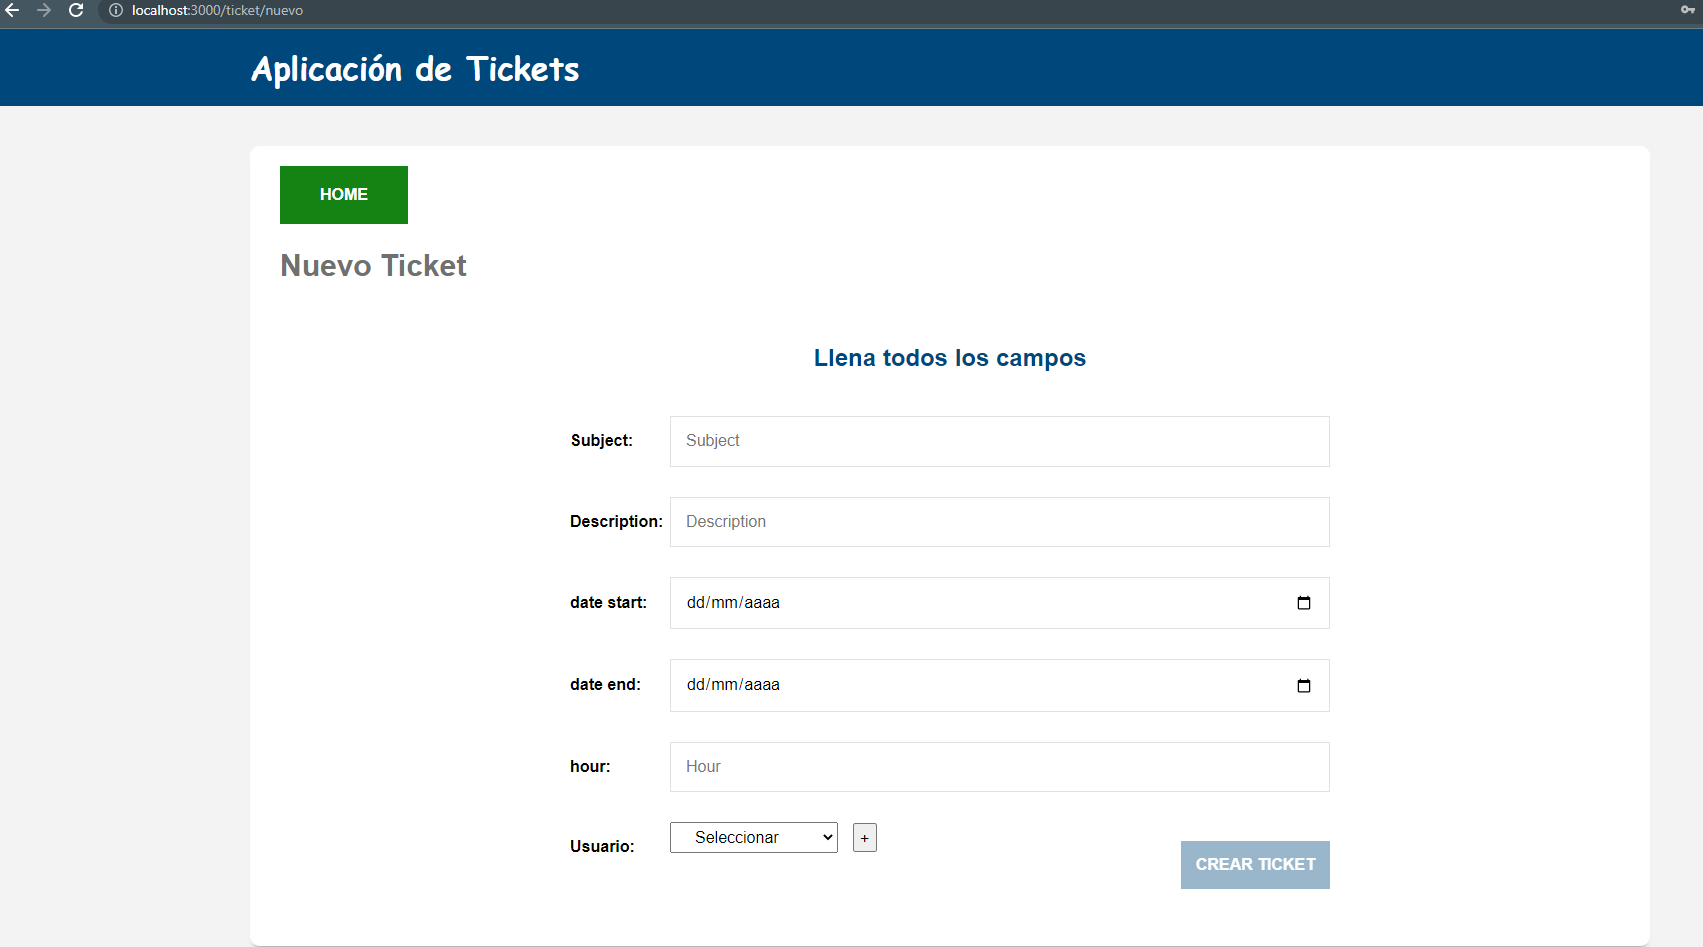 localhost:3000/ticket/nuevo
Aplicación de Tickets
HOME
Nuevo Ticket
Llena todos los campos
Subject: Subject
Description: Description
date start: dd/mm/aaaa
date end: dd/mm/aaaa
hour: Hour
Usuario: Seleccionar +
CREAR TICKET